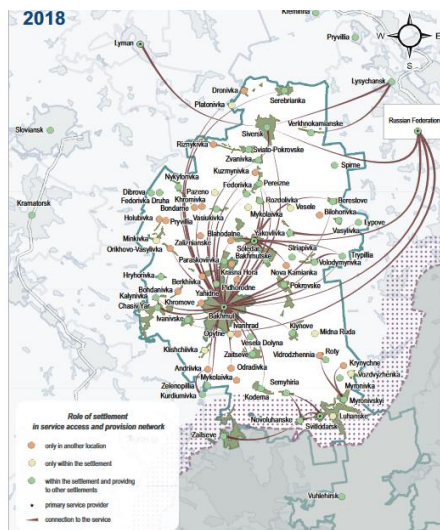 2018
Kreminna
Pryvillia
W
E
S
Lyman
Dronivka
Lysychansk
Platonivka
Serebrianka
Verkhnokamianske
Russian Federation
Siversk
Sloviansk
Riznykivka
Sviato-Pokrovske
Zvanivka
Spirne
Kuzmynivka
Nykyforivka
Pereizne
Dibrova
Pazeno
Fedorivka
Fedorivka Druha
Khromivka
Rozdolivka
Berestove
Bondarne
Vasiukivka
Mykolaivka
Vesele
Bilohorivka
Kramatorsk
Holubivka
Pryvillia
Lypove
Yakovlivka
Vasylivka
Minkivka
Zaliznianske
Blahodatne
Orikhovo-Vasylivka
Soledar
Striapivka
Trypillia
Paraskoviivka
Bakhmutske
Volodymyrivka
Krasna Hora
Hryhorivka
Nova Kamianka
Berkhivka
Pidhorodne
Bohdanivka
Yahidne
Pokrovske
Kalynivka
Khromove
Chasiv Yar
Bakhmut
Ivanivske
Ivanhrad
Opytne
Klynove
Midna Ruda
Vesela Dolyna
Klishchiivka
Zaitseve
Vidrodzhennia
Roty
Krynychne
Andriivka
Odradivka
Vozdvyzhenka
Mykolaivka
Semyhiria
Zelenopillia
Myronivka
Kurdiumivka
Kodema
Myronivsky
Role of settlement
in service access and provision network
Novoluhanske
Luhanske
only in another location
Svitlodarsk
Zaitseve
only within the settlement
within the settlement and providing
to other settlements
primary service provider
Vuhlehirsk
connection to the service